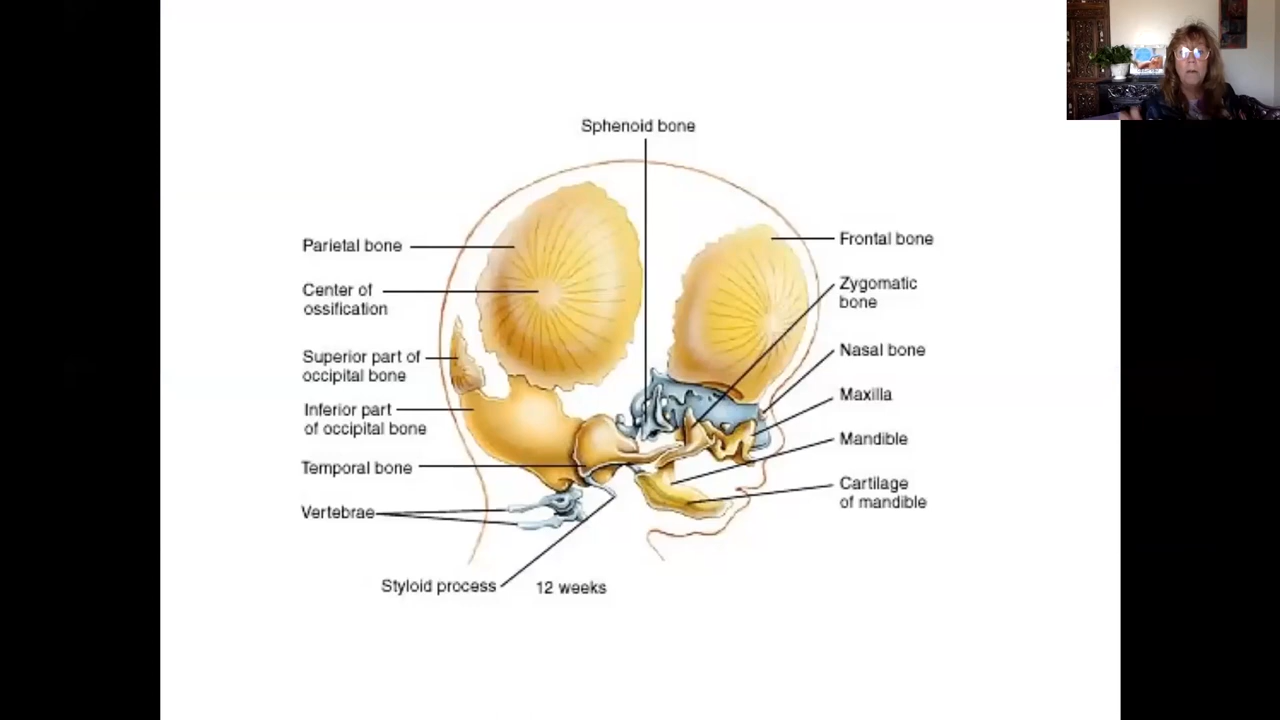 Sphenoid bone
Parietal bone
Center of
ossification
Superior part of
occipital bone
Inferior part
of occipital bone
Temporal bone
Vertebrae
Styloid process
12 weeks
Frontal bone
Zygomatic
bone
Nasal bone
Maxilla
Mandible
Cartilage
of mandible